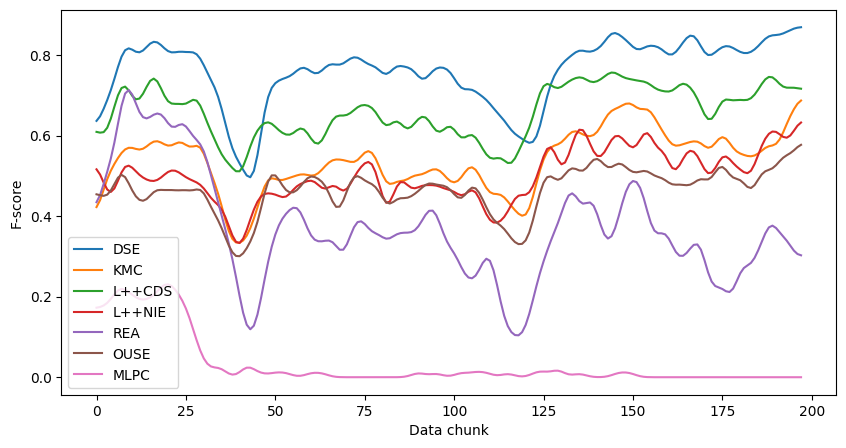 0.8
0.6
0.4
0.2
0.0
F-score
DSE
KMC
L++CDS
L++NIE
REA
OUSE
MLPC
0 25 50 75 100 125 150 175 200
Data chunk